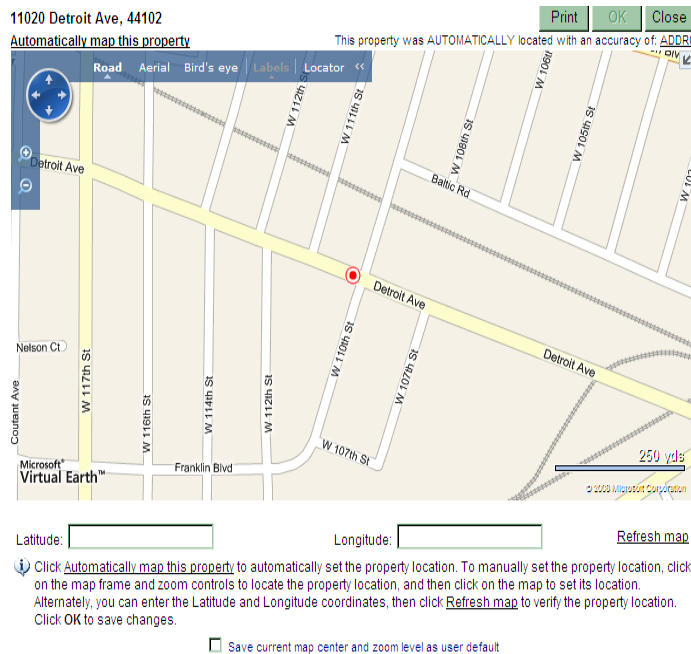 11020 Detroit Ave, 44102
Print OK Close
Automatically map this property
This property was AUTOMATICALLY located with an accuracy of: ADDR
Road Aerial Bird's eye Labels Locator <<
W 112th St
W 111th St
W 108th St
W 106th
W 105th St
W 102
Detroit Ave
Baltic Rd
Detroit Ave
Detroit Ave
Nelson Ct
Coutant Ave
W 117th St
W 116th St
W 114th St
W 112th St
W 110th St
W 107th St
W 107th St
Franklin Blvd
Microsoft®
Virtual Earth™
250 yds
© 2008 Microsoft Corporation
Latitude: Longitude: Refresh map
Click Automatically map this property to automatically set the property location. To manually set the property location, click
on the map frame and zoom controls to locate the property location, and then click on the map to set its location.
Alternately, you can enter the Latitude and Longitude coordinates, then click Refresh map to verify the property location.
Click OK to save changes.
Save current map center and zoom level as user default